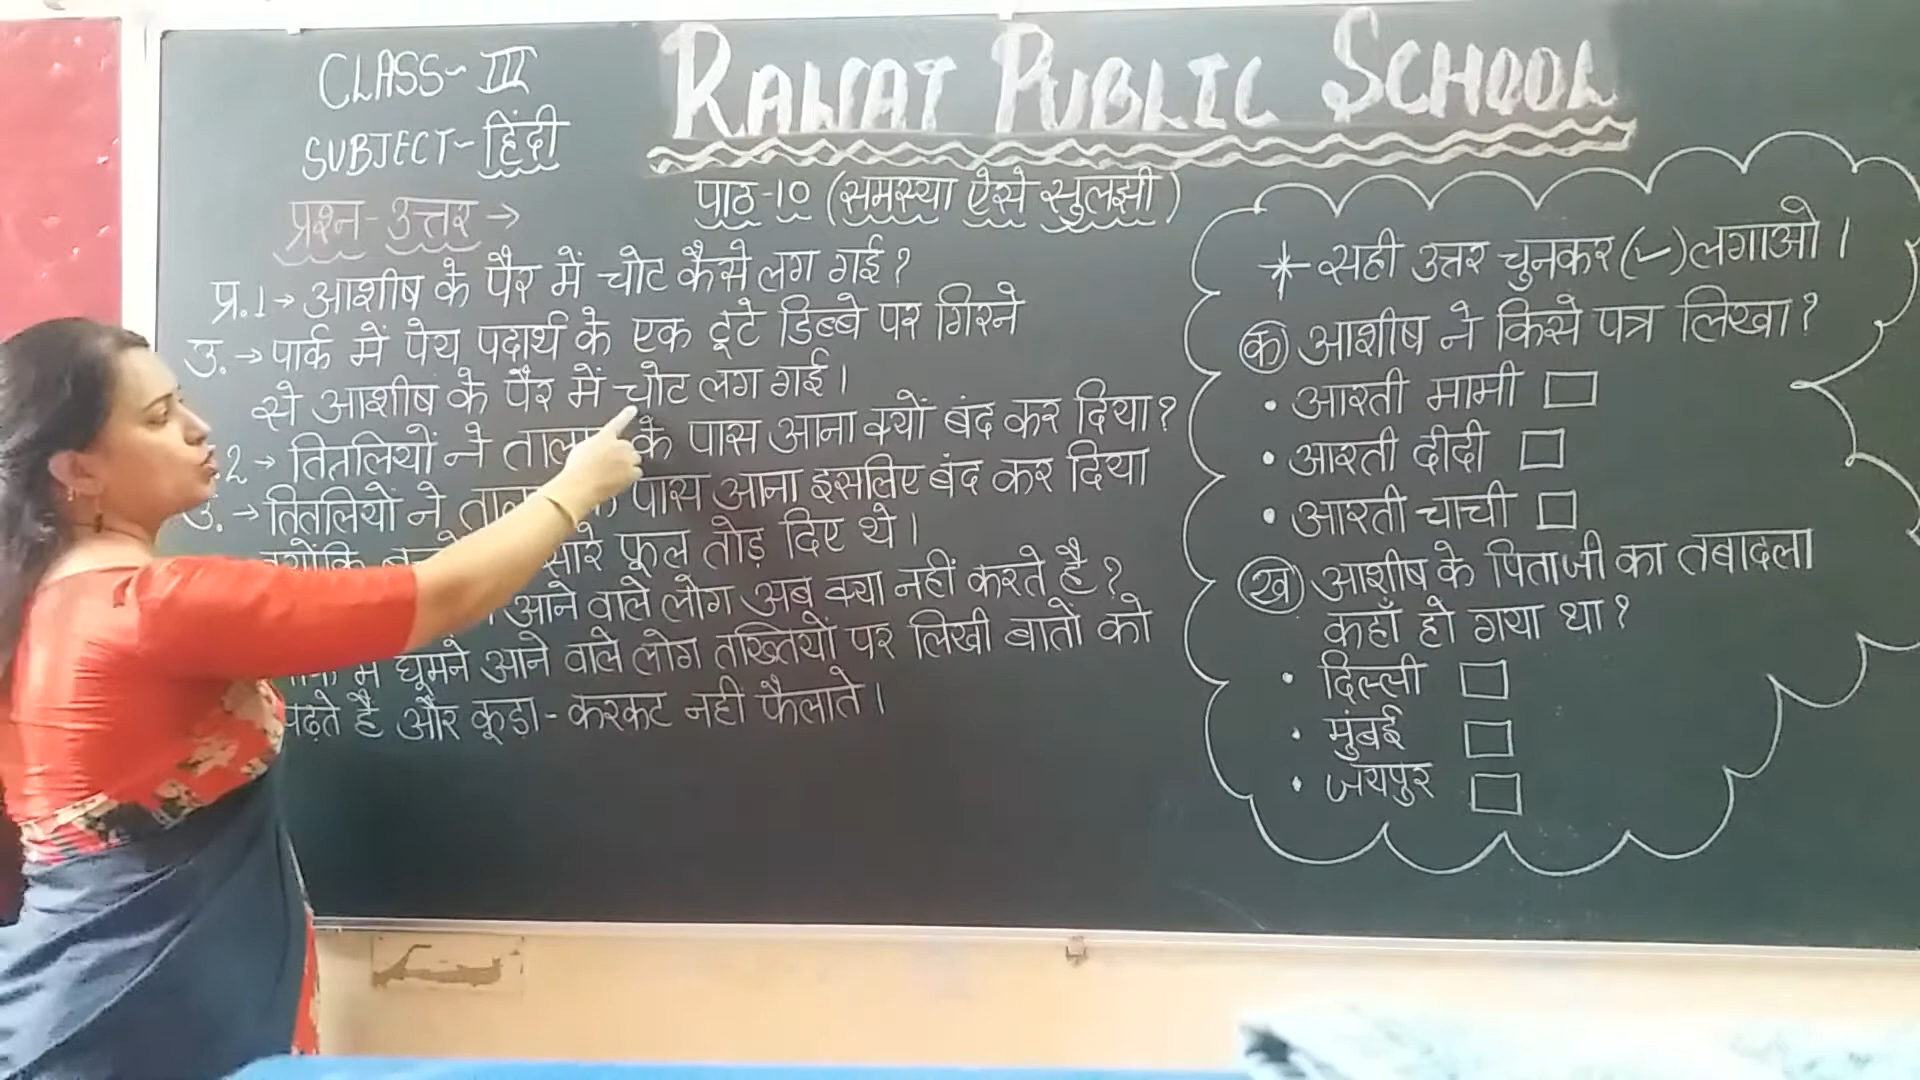 CLASS- III
SUBJECT- हिंदी
RAWAT PUBLIC SCHOOL
पाठ-10 (समस्या ऐसे सुलझी)
प्रश्न-उत्तर →
प्र.1→ आशीष के पैर में चोट कैसे लग गई?
उ.→ पार्क में पेय पदार्थ के एक टूटे डिब्बे पर गिरने
से आशीष के पैर में चोट लग गई।
2→ तितलियों ने के पास आना क्यों बंद कर दिया?
उ.→ तितलियों ने पास आना इसलिए बंद कर दिया
क्योंकि सारे फूल तोड़ दिए थे।
आने वाले लोग अब क्या नहीं करते है?
में घूमने आने वाले लोग तख्तियों पर लिखी बातों को
पढ़ते है और कूड़ा-करकट नही फैलाते।
* सही उत्तर चुनकर (✓) लगाओ।
क) आशीष ने किसे पत्र लिखा?
• आरती मामी □
• आरती दीदी □
• आरती चाची □
ख) आशीष के पिताजी का तबादला
कहाँ हो गया था?
• दिल्ली □
• मुंबई □
• जयपुर □